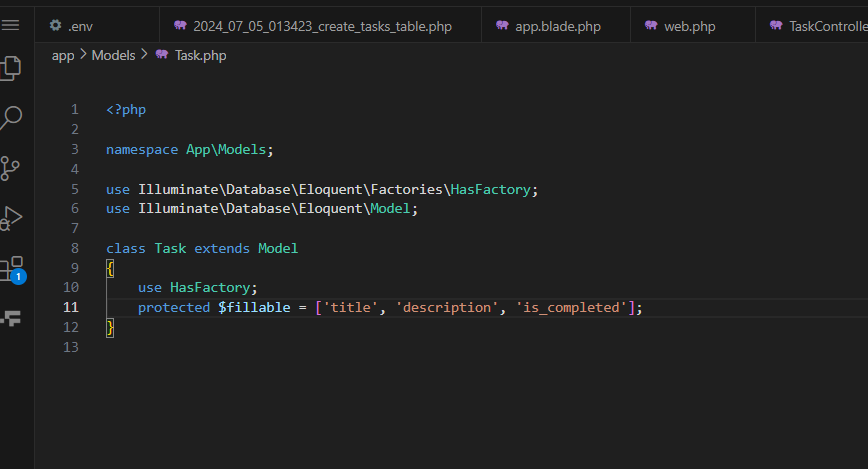 .env
2024_07_05_013423_create_tasks_table.php
app.blade.php
web.php
TaskControlle
app > Models > Task.php
1 <?php
2
3 namespace App\Models;
4
5 use Illuminate\Database\Eloquent\Factories\HasFactory;
6 use Illuminate\Database\Eloquent\Model;
7
8 class Task extends Model
9 {
10 use HasFactory;
11 protected $fillable = ['title', 'description', 'is_completed'];
12 }
13
1